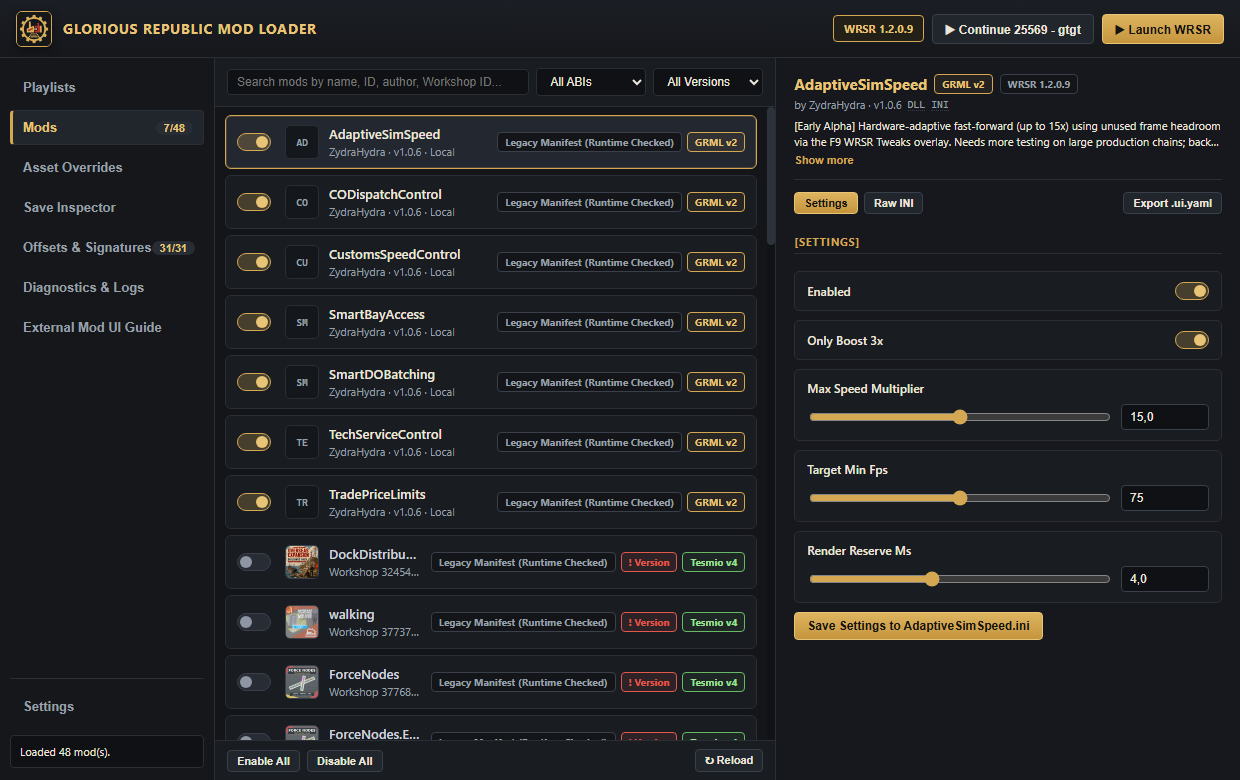 GLORIOUS REPUBLIC MOD LOADER
WRSR 1.2.0.9
▶ Continue 25569 - gtgt
▶ Launch WRSR
Playlists
Mods 7/48
Asset Overrides
Save Inspector
Offsets & Signatures 31/31
Diagnostics & Logs
External Mod UI Guide
Settings
Loaded 48 mod(s).
Search mods by name, ID, author, Workshop ID...
All ABIs
All Versions
AD
AdaptiveSimSpeed
ZydraHydra · v1.0.6 · Local
Legacy Manifest (Runtime Checked)
GRML v2
CO
CODispatchControl
ZydraHydra · v1.0.6 · Local
Legacy Manifest (Runtime Checked)
GRML v2
CU
CustomsSpeedControl
ZydraHydra · v1.0.6 · Local
Legacy Manifest (Runtime Checked)
GRML v2
SM
SmartBayAccess
ZydraHydra · v1.0.6 · Local
Legacy Manifest (Runtime Checked)
GRML v2
SM
SmartDOBatching
ZydraHydra · v1.0.6 · Local
Legacy Manifest (Runtime Checked)
GRML v2
TE
TechServiceControl
ZydraHydra · v1.0.6 · Local
Legacy Manifest (Runtime Checked)
GRML v2
TR
TradePriceLimits
ZydraHydra · v1.0.6 · Local
Legacy Manifest (Runtime Checked)
GRML v2
DockDistribu...
Workshop 32454...
Legacy Manifest (Runtime Checked)
! Version
Tesmio v4
walking
Workshop 37737...
Legacy Manifest (Runtime Checked)
! Version
Tesmio v4
FORCE NODES
ForceNodes
Workshop 37768...
Legacy Manifest (Runtime Checked)
! Version
Tesmio v4
FORCE NODES
ForceNodes.E...
Enable All
Disable All
↻ Reload
AdaptiveSimSpeed
GRML v2
WRSR 1.2.0.9
by ZydraHydra · v1.0.6 DLL INI
[Early Alpha] Hardware-adaptive fast-forward (up to 15x) using unused frame headroom
via the F9 WRSR Tweaks overlay. Needs more testing on large production chains; back...
Show more
Settings
Raw INI
Export .ui.yaml
[SETTINGS]
Enabled
Only Boost 3x
Max Speed Multiplier
15,0
Target Min Fps
75
Render Reserve Ms
4,0
Save Settings to AdaptiveSimSpeed.ini